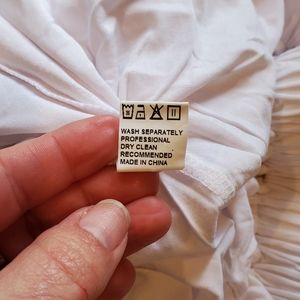 WASH SEPARATELY
PROFESSIONAL
DRY CLEAN
RECOMMENDED
MADE IN CHINA